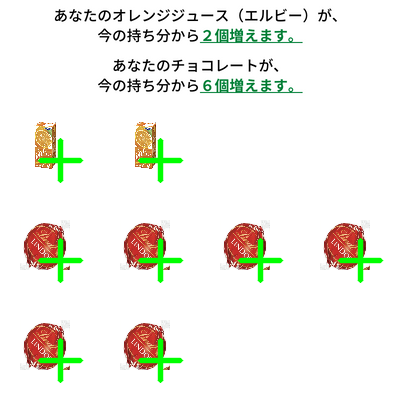 あなたのオレンジジュース（エルビー）が、
今の持ち分から２個増えます。
あなたのチョコレートが、
今の持ち分から６個増えます。